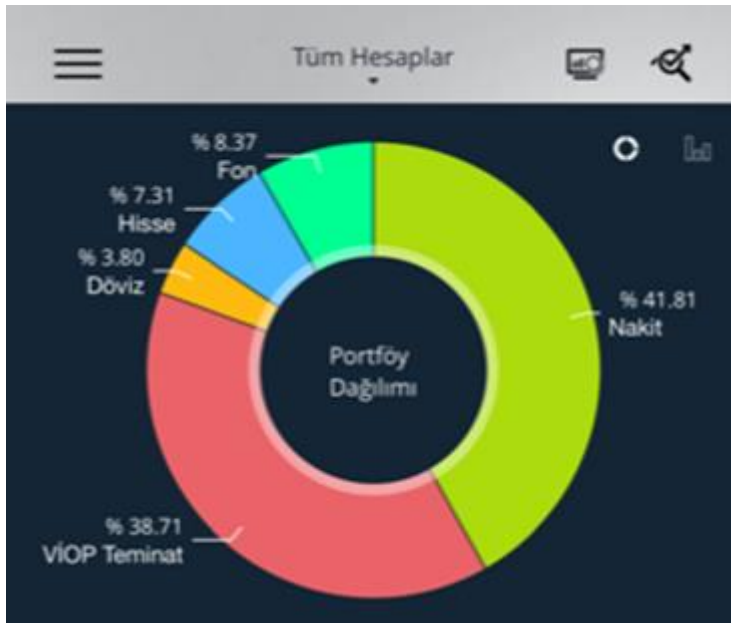 Tüm Hesaplar
% 8.37
Fon
% 7.31
Hisse
% 3.80
Döviz
% 41.81
Nakit
Portföy
Dağılımı
% 38.71
VİOP Teminat